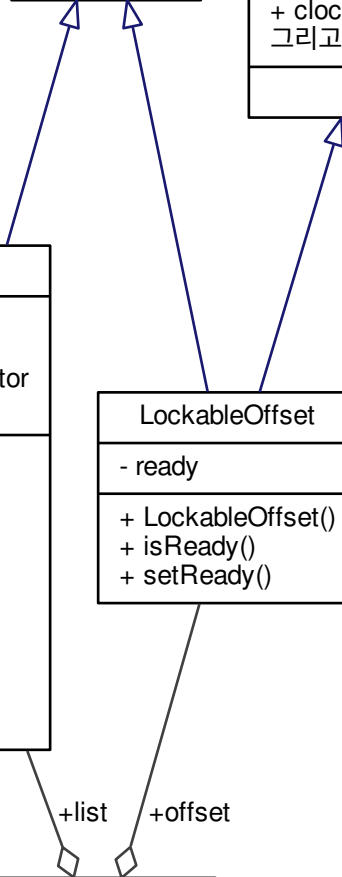 + cloc
그리고
tor
LockableOffset
- ready
+ LockableOffset()
+ isReady()
+ setReady()
+list
+offset